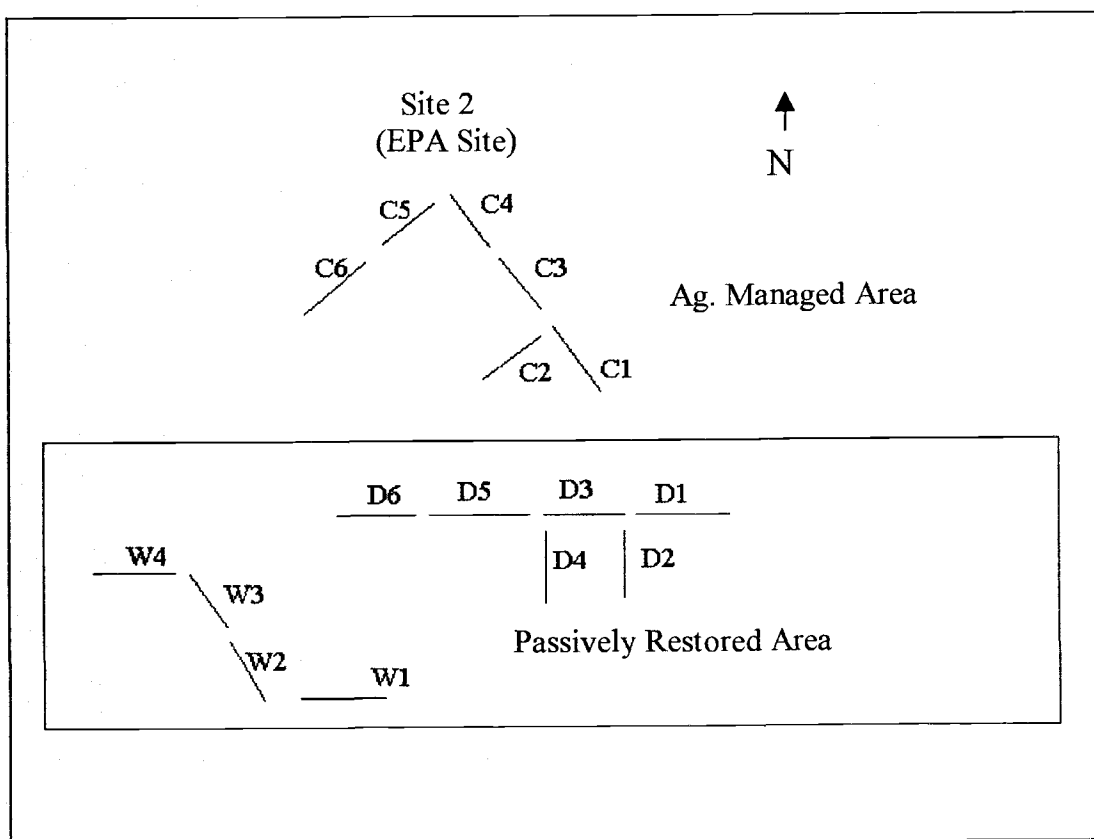 Site 2
(EPA Site)
N
C5
C4
C6
C3
Ag. Managed Area
C2
C1
D6
D5
D3
D1
W4
D4
D2
W3
Passively Restored Area
W2
W1